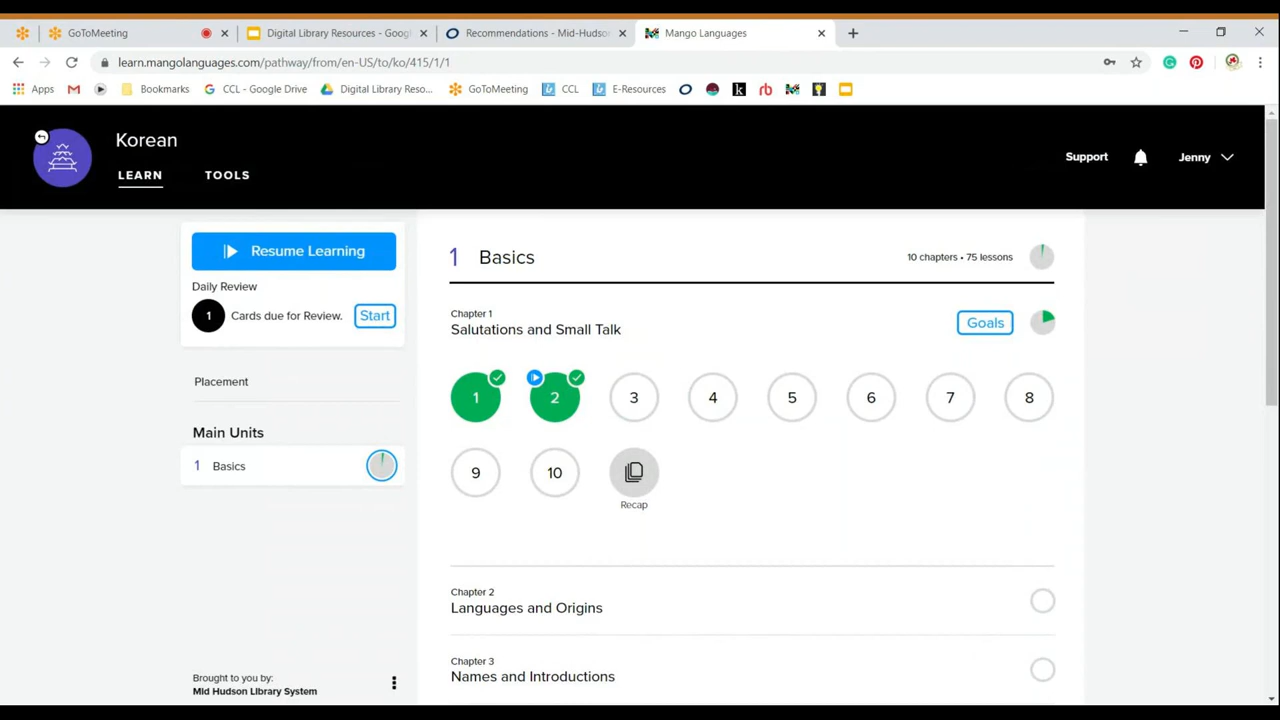 GoToMeeting
Digital Library Resources - Goog
Recommendations - Mid-Hudso
Mango Languages
learn.mangolanguages.com/pathway/from/en-US/to/ko/415/1/1
Apps
Bookmarks
CCL - Google Drive
Digital Library Reso...
GoToMeeting
CCL
E-Resources
Korean
LEARN
TOOLS
Support
Jenny
Resume Learning
Daily Review
1 Cards due for Review. Start
Placement
Main Units
1 Basics
Brought to you by:
Mid Hudson Library System
1 Basics
10 chapters • 75 lessons
Chapter 1
Salutations and Small Talk
Goals
1 2 3 4 5 6 7 8
9 10
Recap
Chapter 2
Languages and Origins
Chapter 3
Names and Introductions